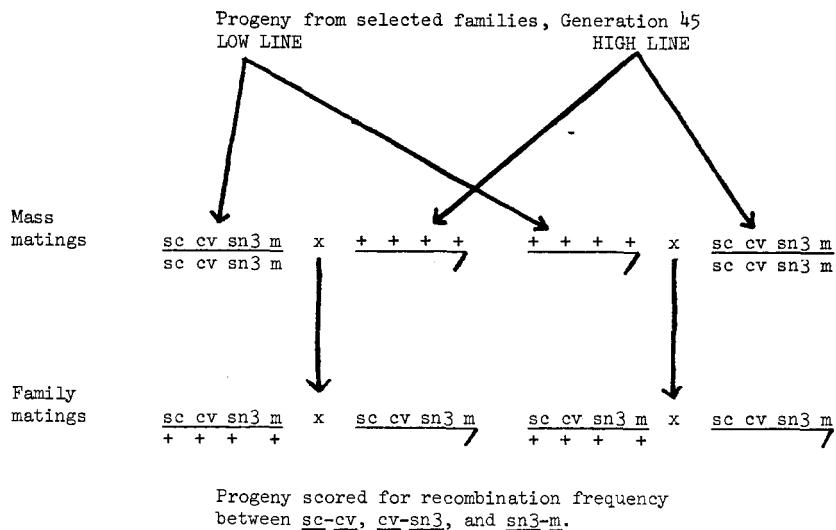 Progeny from selected families, Generation 45
LOW LINE HIGH LINE
Mass
matings
sc cv sn3 m x + + + + + + + + x sc cv sn3 m
sc cv sn3 m sc cv sn3 m
Family
matings
sc cv sn3 m x sc cv sn3 m sc cv sn3 m x sc cv sn3 m
+ + + + + + + +
Progeny scored for recombination frequency
between sc-cv, cv-sn3, and sn3-m.